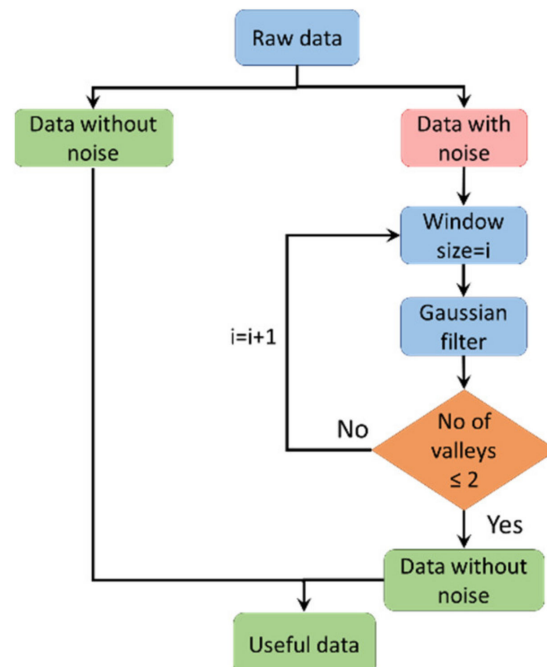 Raw data
Data without
noise
Data with
noise
Window
size=i
Gaussian
filter
i=i+1
No
No of
valleys
≤ 2
Yes
Data without
noise
Useful data